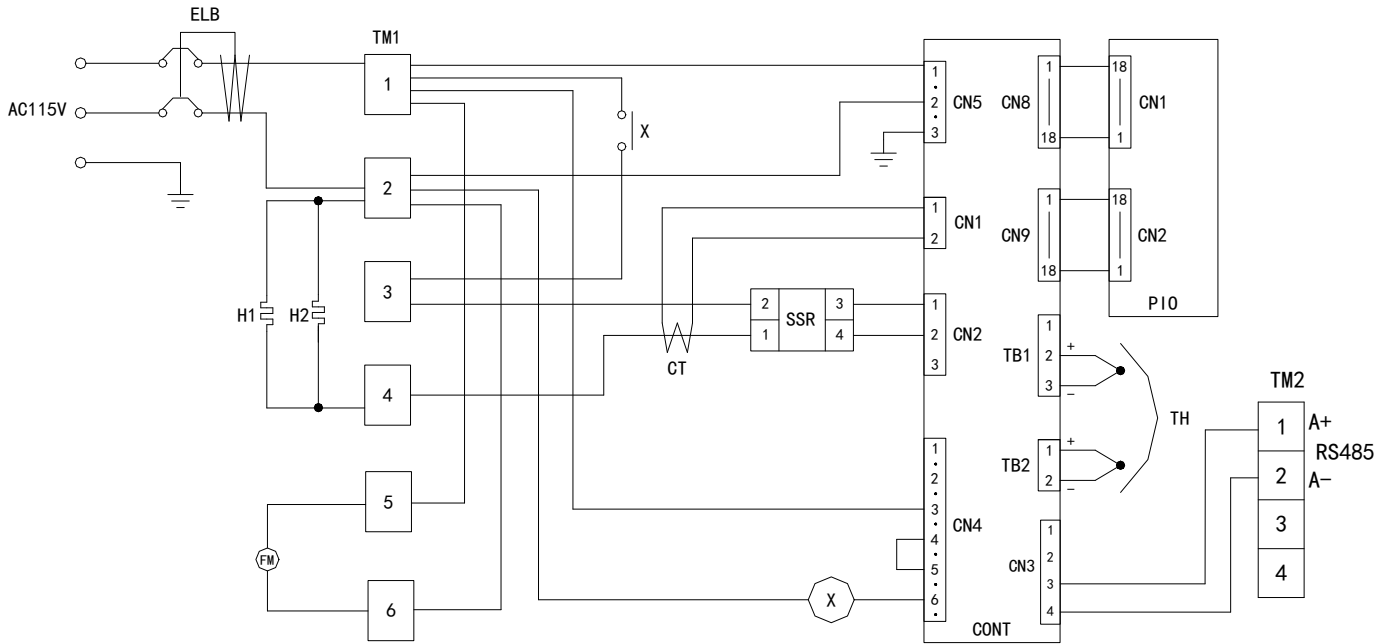 ELB
AC115V
TM1
1
2
3
4
5
6
H1
H2
FM
X
CT
2
1
SSR
3
4
X
1
2
3
CN5
1
2
CN1
1
2
3
CN2
1
2
3
4
5
6
CN4
CN8
1
18
CN9
1
18
TB1
1
2
3
+
−
TB2
1
2
+
−
CN3
1
2
3
4
CONT
18
1
CN1
18
1
CN2
PIO
TH
TM2
1 A+
RS485
2 A-
3
4